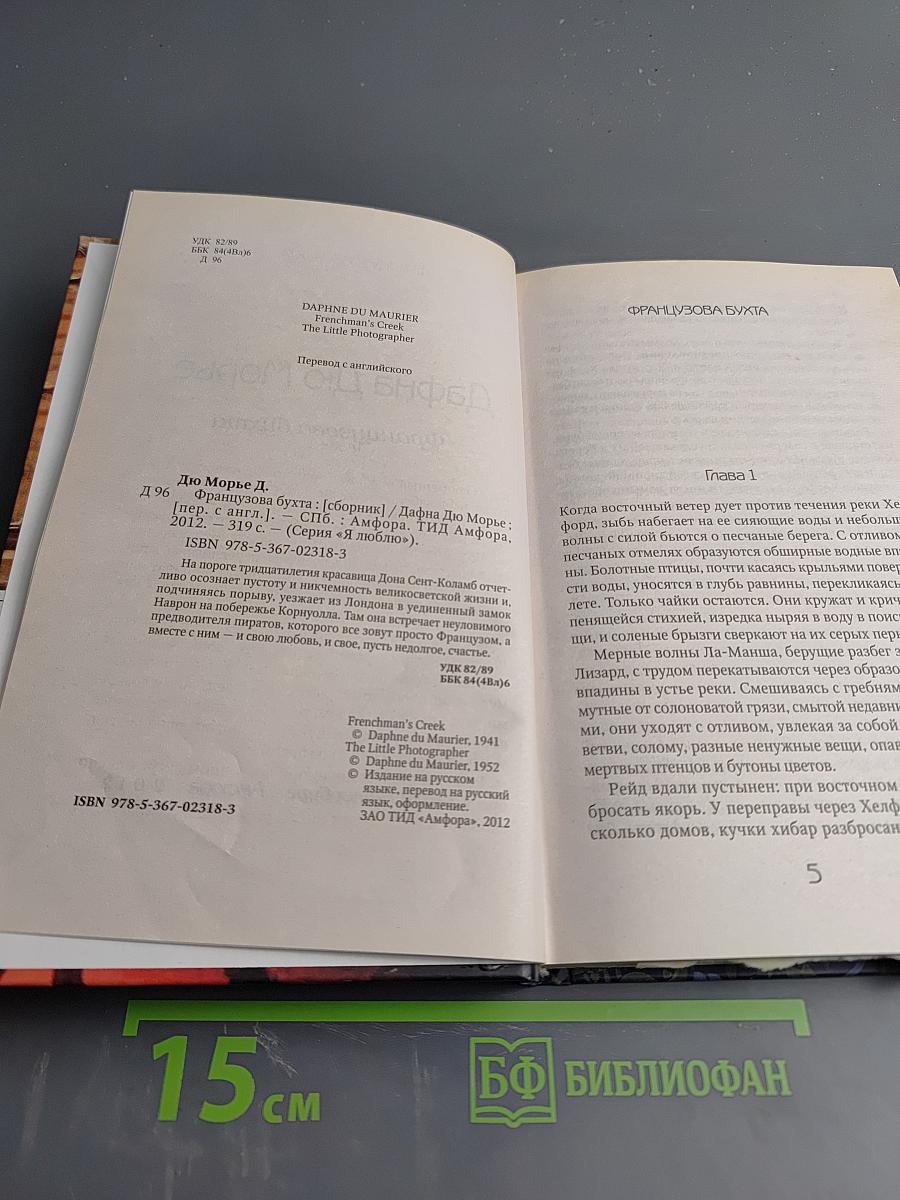 УДК 82/89
ББК 84(4Вл)6
Д 96
DAPHNE DU MAURIER
Frenchman's Creek
The Little Photographer
Перевод с английского
Дю Морье Д.
Д 96 Французова бухта : [сборник] / Дафна Дю Морье ;
[пер. с англ.]. — СПб. : Амфора. ТИД Амфора,
2012. — 319 с. — (Серия «Я люблю»).
ISBN 978-5-367-02318-3
На пороге тридцатилетия красавица Дона Сент-Коламб отчет-
ливо осознает пустоту и никчемность великосветской жизни и,
подчиняясь порыву, уезжает из Лондона в уединенный замок
Наврон на побережье Корнуолла. Там она встречает неуловимого
предводителя пиратов, которого все зовут просто Французом, а
вместе с ним — и свою любовь, и свое, пусть недолгое, счастье.
УДК 82/89
ББК 84(4Вл)6
Frenchman's Creek
© Daphne du Maurier, 1941
The Little Photographer
© Daphne du Maurier, 1952
© Издание на русском
языке, перевод на русский
язык, оформление.
ЗАО ТИД «Амфора», 2012
ISBN 978-5-367-02318-3
ФРАНЦУЗОВА БУХТА
Глава 1
Когда восточный ветер дует против течения реки Хел
форд, зыбь набегает на ее сияющие воды и небольш
волны с силой бьются о песчаные берега. С отливом
песчаных отмелях образуются обширные водные вп
ны. Болотные птицы, почти касаясь крыльями повер
сти воды, уносятся в глубь равнины, перекликаясь
лете. Только чайки остаются. Они кружат и крич
пенящейся стихией, изредка ныряя в воду в поис
щи, и соленые брызги сверкают на их серых пер
Мерные волны Ла-Манша, берущие разбег з
Лизард, с трудом перекатываются через образо
впадины в устье реки. Смешиваясь с гребням
мутные от солоноватой грязи, смытой недавни
ми, они уходят с отливом, увлекая за собой
ветви, солому, разные ненужные вещи, опав
мертвых птенцов и бутоны цветов.
Рейд вдали пустынен: при восточном
бросать якорь. У переправы через Хелф
сколько домов, кучки хибар разбросан
5
15 см
БФ БИБЛИОФАН